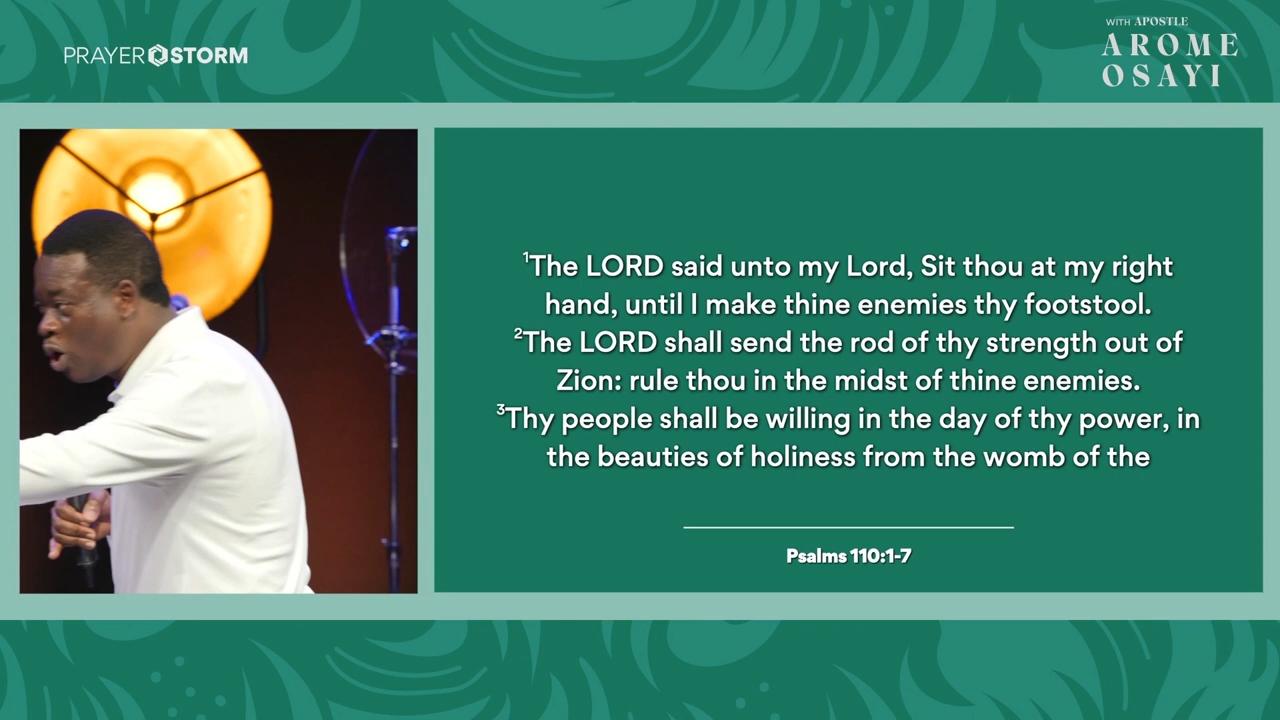 PRAYER STORM
WITH APOSTLE
AROME
OSAYI
1The LORD said unto my Lord, Sit thou at my right
hand, until I make thine enemies thy footstool.
2The LORD shall send the rod of thy strength out of
Zion: rule thou in the midst of thine enemies.
3Thy people shall be willing in the day of thy power, in
the beauties of holiness from the womb of the
Psalms 110:1-7